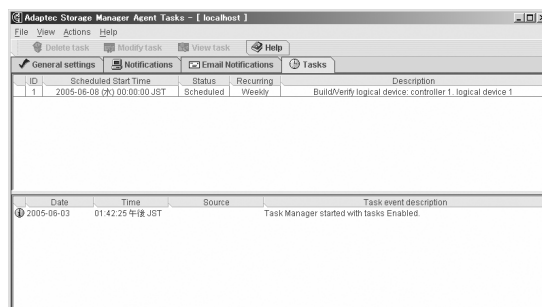 Adaptec Storage Manager Agent Tasks - [ localhost ]
File View Actions Help
Delete task Modify task View task Help
General settings Notifications Email Notifications Tasks
ID Scheduled Start Time Status Recurring Description
1 2005-06-08 (水) 00:00:00 JST Scheduled Weekly Build/Verify logical device: controller 1, logical device 1
Date Time Source Task event description
2005-06-03 01:42:25 午後 JST Task Manager started with tasks Enabled.